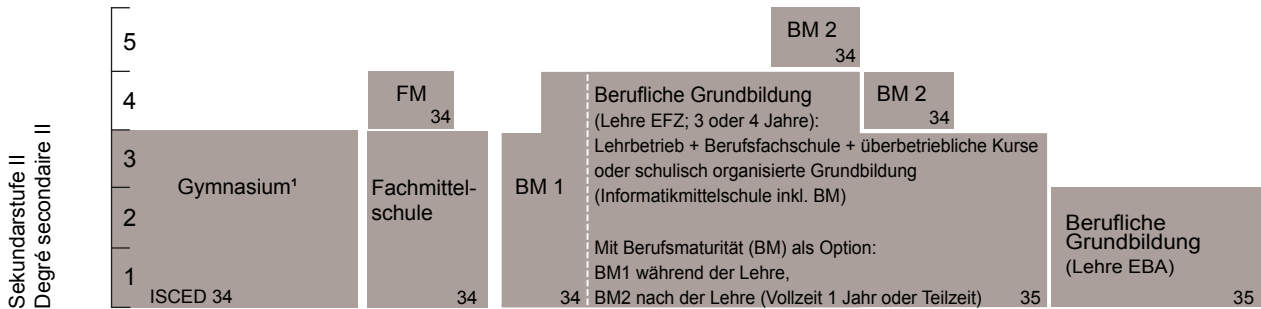 Sekundarstufe II
Degré secondaire II
5
4
3
2
1
Gymnasium¹
ISCED 34
FM
34
Fachmittel-
schule
34
BM 1
34
Berufliche Grundbildung
(Lehre EFZ; 3 oder 4 Jahre):
Lehrbetrieb + Berufsfachschule + überbetriebliche Kurse
oder schulisch organisierte Grundbildung
(Informatikmittelschule inkl. BM)
Mit Berufsmaturität (BM) als Option:
BM1 während der Lehre,
BM2 nach der Lehre (Vollzeit 1 Jahr oder Teilzeit)
35
BM 2
34
BM 2
34
Berufliche
Grundbildung
(Lehre EBA)
35